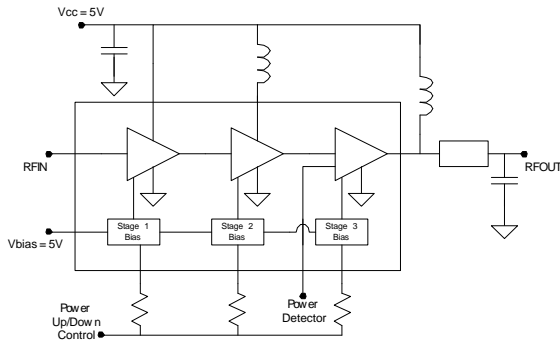 Vcc = 5V
RFIN
RFOUT
Stage 1
Bias
Stage 2
Bias
Stage 3
Bias
Vbias = 5V
Power
Up/Down
Control
Power
Detector